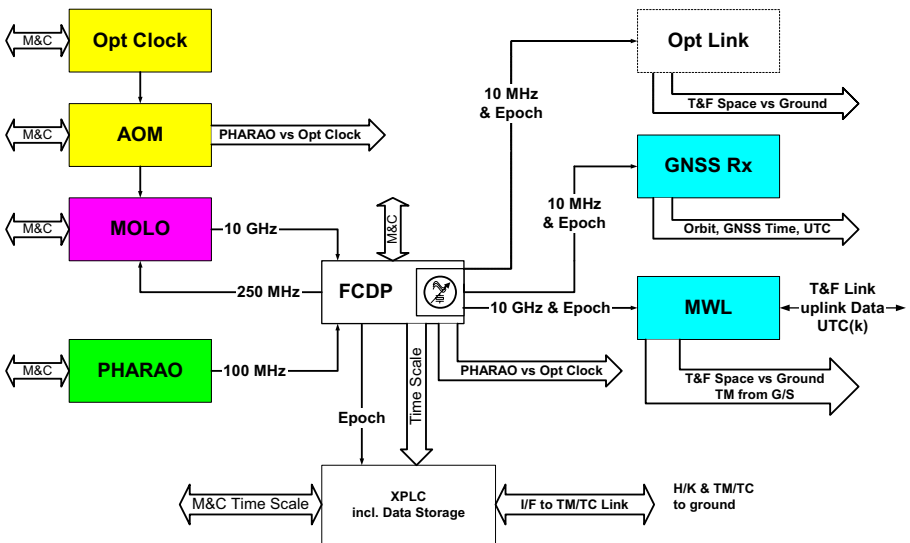 M&C
Opt Clock
Opt Link
10 MHz
& Epoch
T&F Space vs Ground
M&C
AOM
PHARAO vs Opt Clock
GNSS Rx
10 MHz
& Epoch
M&C
MOLO
10 GHz
M&C
Orbit, GNSS Time, UTC
250 MHz
FCDP
10 GHz & Epoch
MWL
T&F Link
uplink Data
UTC(k)
M&C
PHARAO
100 MHz
Time Scale
PHARAO vs Opt Clock
T&F Space vs Ground
TM from G/S
Epoch
M&C Time Scale
XPLC
incl. Data Storage
I/F to TM/TC Link
H/K & TM/TC
to ground